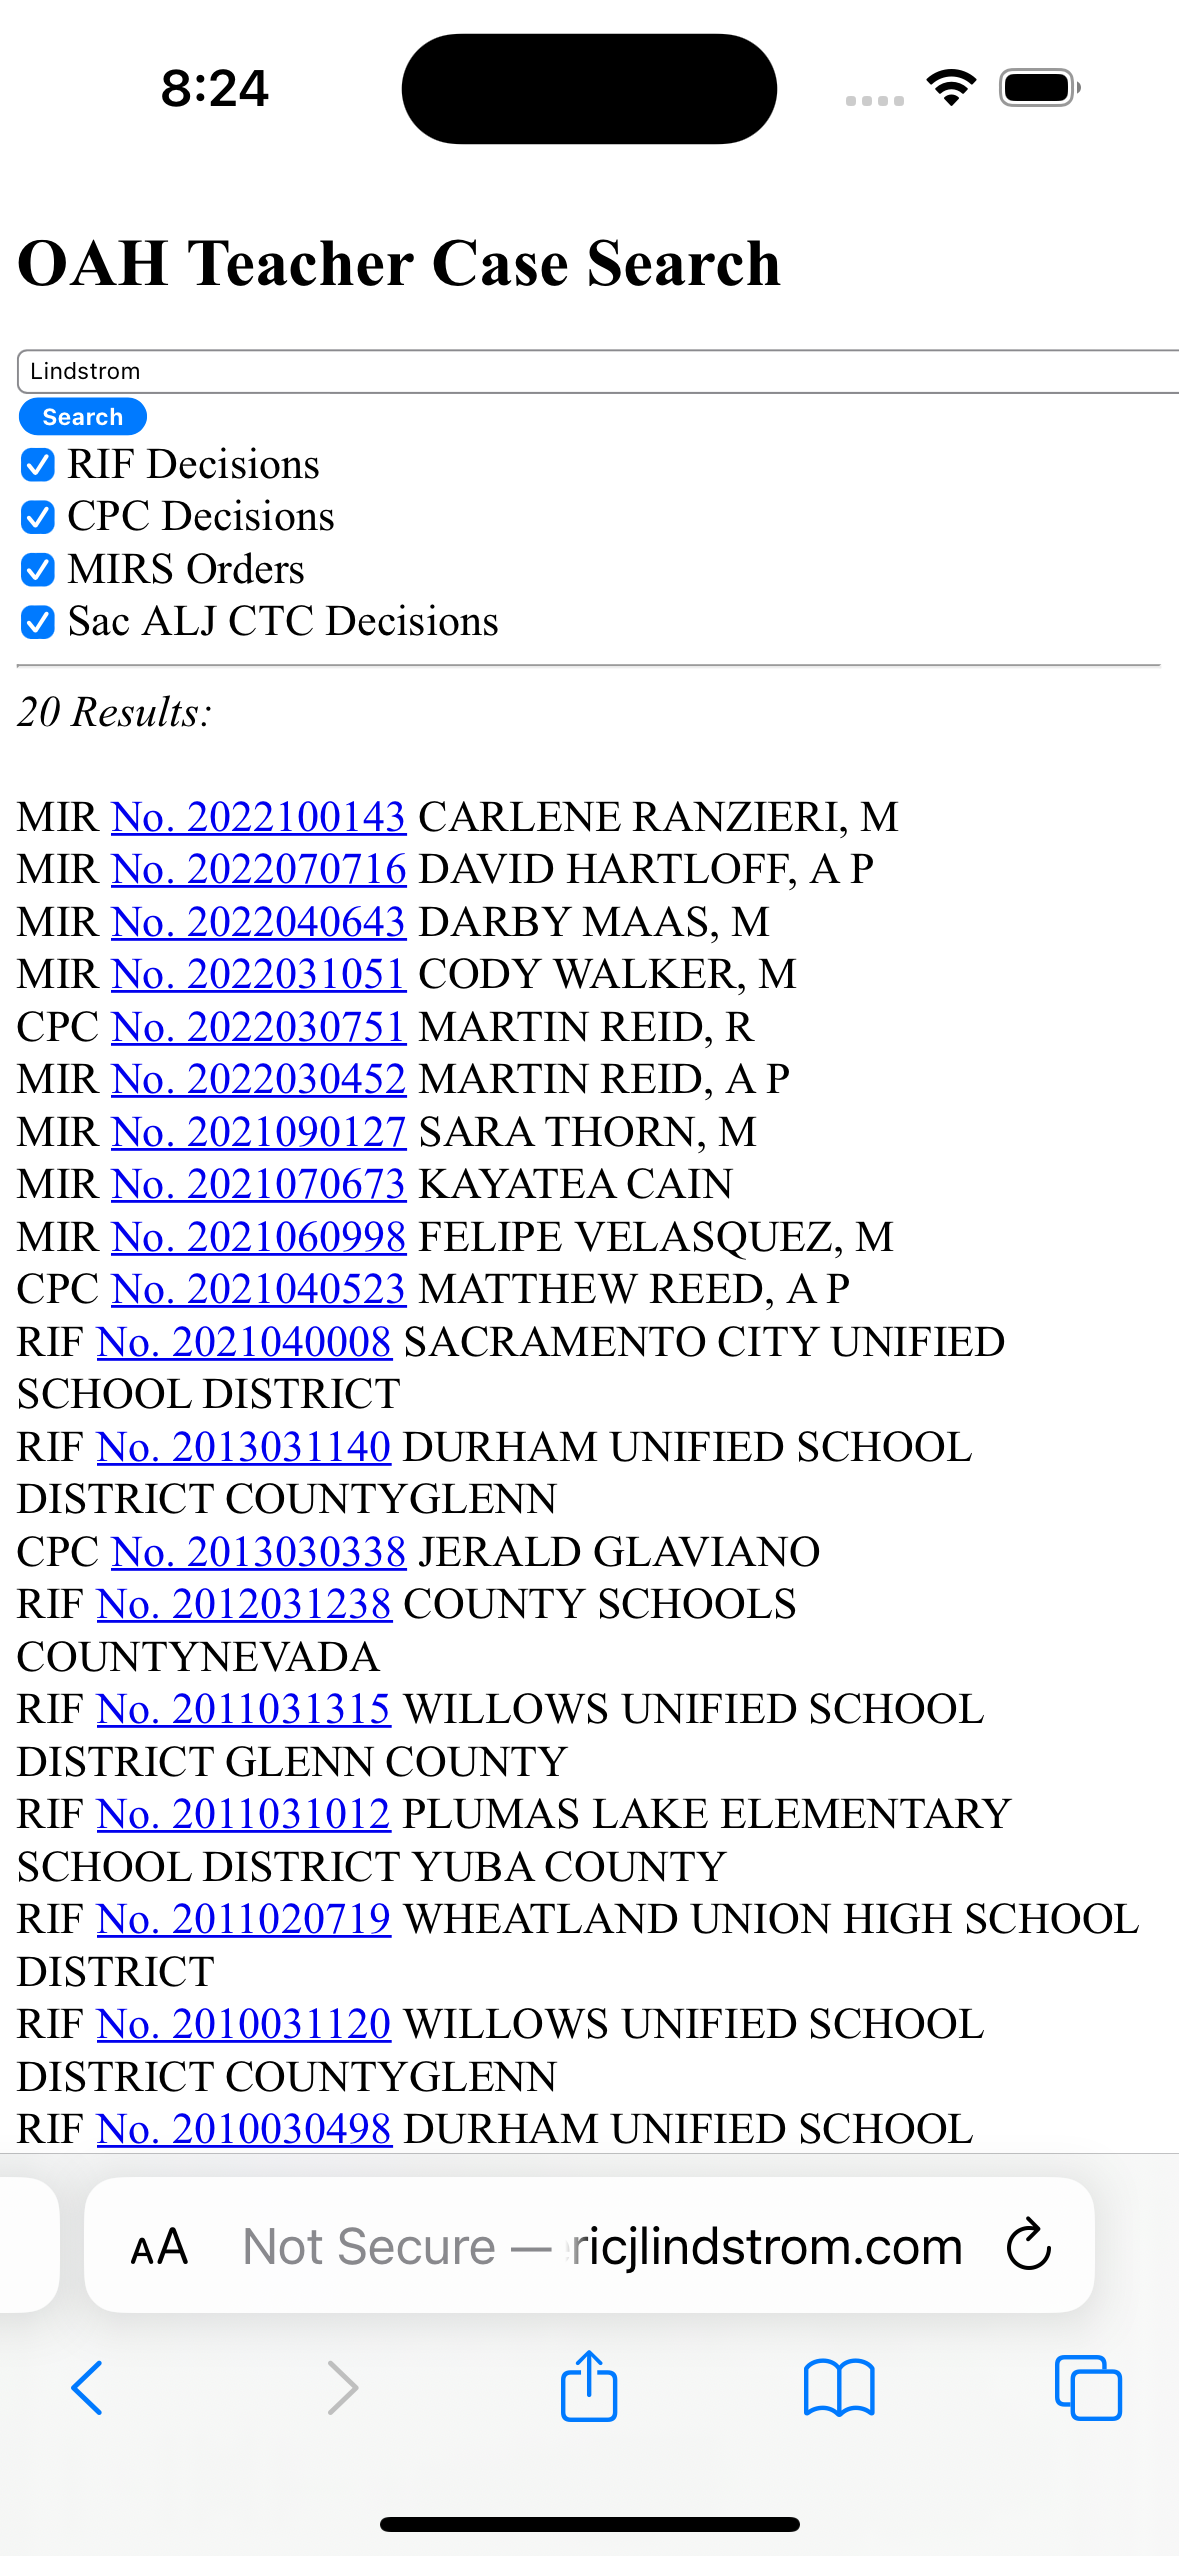 8:24
OAH Teacher Case Search
Lindstrom
Search
RIF Decisions
CPC Decisions
MIRS Orders
Sac ALJ CTC Decisions
20 Results:
MIR No. 2022100143 CARLENE RANZIERI, M
MIR No. 2022070716 DAVID HARTLOFF, A P
MIR No. 2022040643 DARBY MAAS, M
MIR No. 2022031051 CODY WALKER, M
CPC No. 2022030751 MARTIN REID, R
MIR No. 2022030452 MARTIN REID, A P
MIR No. 2021090127 SARA THORN, M
MIR No. 2021070673 KAYATEA CAIN
MIR No. 2021060998 FELIPE VELASQUEZ, M
CPC No. 2021040523 MATTHEW REED, A P
RIF No. 2021040008 SACRAMENTO CITY UNIFIED
SCHOOL DISTRICT
RIF No. 2013031140 DURHAM UNIFIED SCHOOL
DISTRICT COUNTYGLENN
CPC No. 2013030338 JERALD GLAVIANO
RIF No. 2012031238 COUNTY SCHOOLS
COUNTYNEVADA
RIF No. 2011031315 WILLOWS UNIFIED SCHOOL
DISTRICT GLENN COUNTY
RIF No. 2011031012 PLUMAS LAKE ELEMENTARY
SCHOOL DISTRICT YUBA COUNTY
RIF No. 2011020719 WHEATLAND UNION HIGH SCHOOL
DISTRICT
RIF No. 2010031120 WILLOWS UNIFIED SCHOOL
DISTRICT COUNTYGLENN
RIF No. 2010030498 DURHAM UNIFIED SCHOOL
AA Not Secure — ericjlindstrom.com